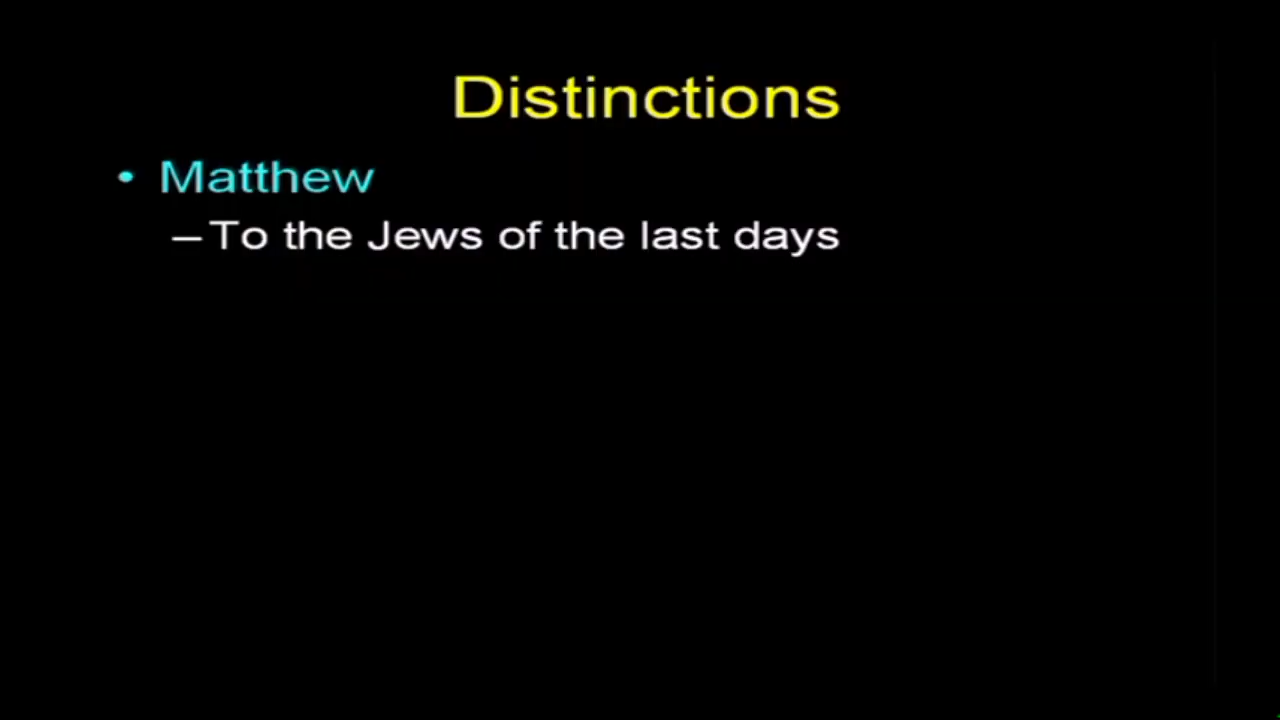 Distinctions
• Matthew
–To the Jews of the last days